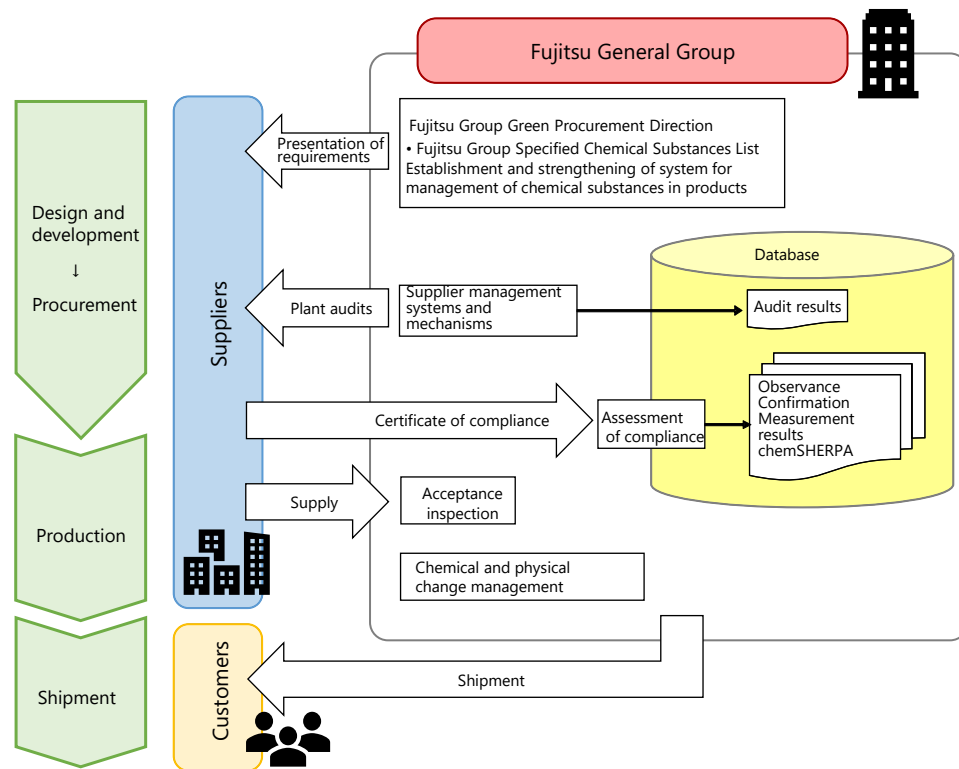 Fujitsu General Group
Fujitsu Group Green Procurement Direction
• Fujitsu Group Specified Chemical Substances List
Establishment and strengthening of system for
management of chemical substances in products
Presentation of
requirements
Design and
development
↓
Procurement
Suppliers
Database
Plant audits
Supplier management
systems and
mechanisms
Audit results
Certificate of compliance
Assessment
of compliance
Observance
Confirmation
Measurement
results
chemSHERPA
Production
Supply
Acceptance
inspection
Chemical and physical
change management
Shipment
Customers
Shipment